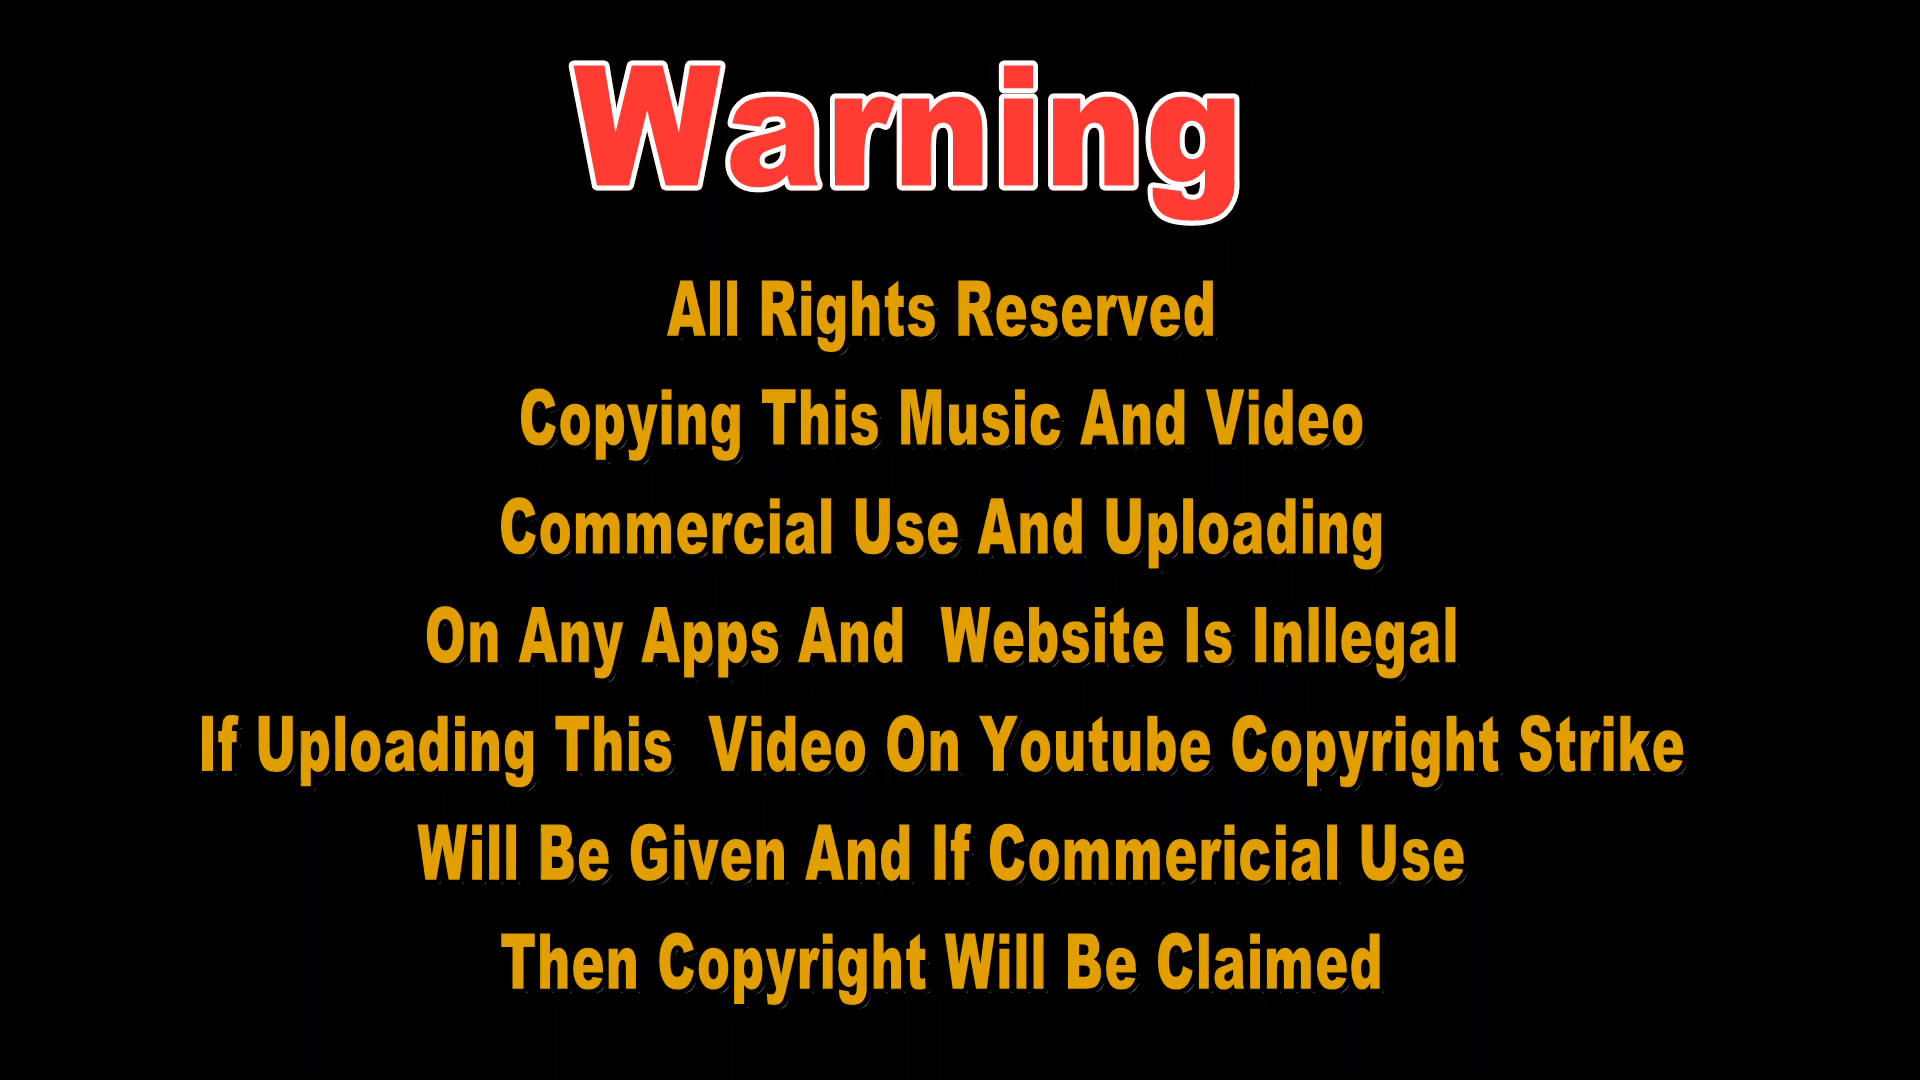 Warning
All Rights Reserved
Copying This Music And Video
Commercial Use And Uploading
On Any Apps And  Website Is InIlegal
If Uploading This  Video On Youtube Copyright Strike
Will Be Given And If Commericial Use
Then Copyright Will Be Claimed